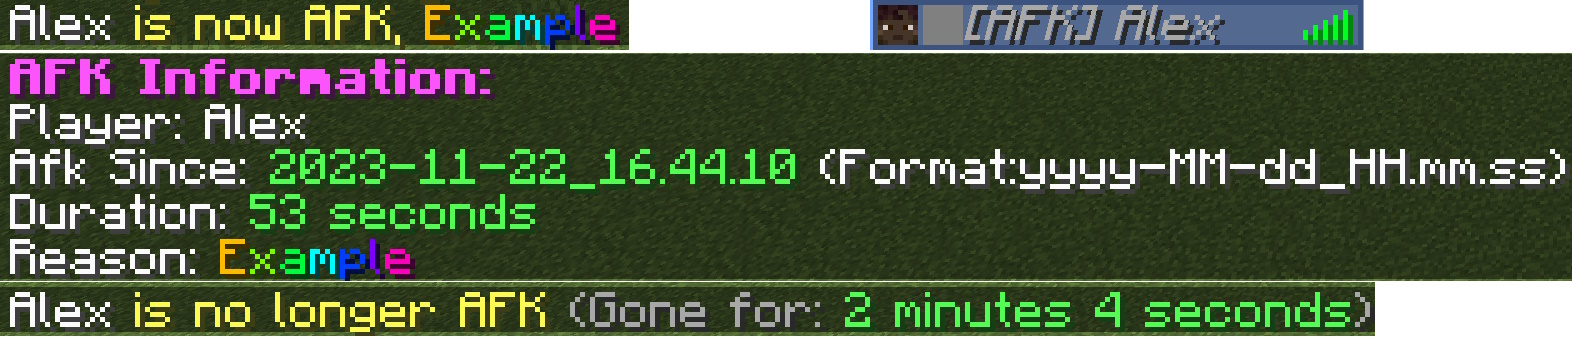 Alex is now AFK, Example
[AFK] Alex
AFK Information:
Player: Alex
Afk Since: 2023-11-22_16.44.10 (Format:yyyy-MM-dd_HH.mm.ss)
Duration: 53 seconds
Reason: Example
Alex is no longer AFK (Gone for: 2 minutes 4 seconds)